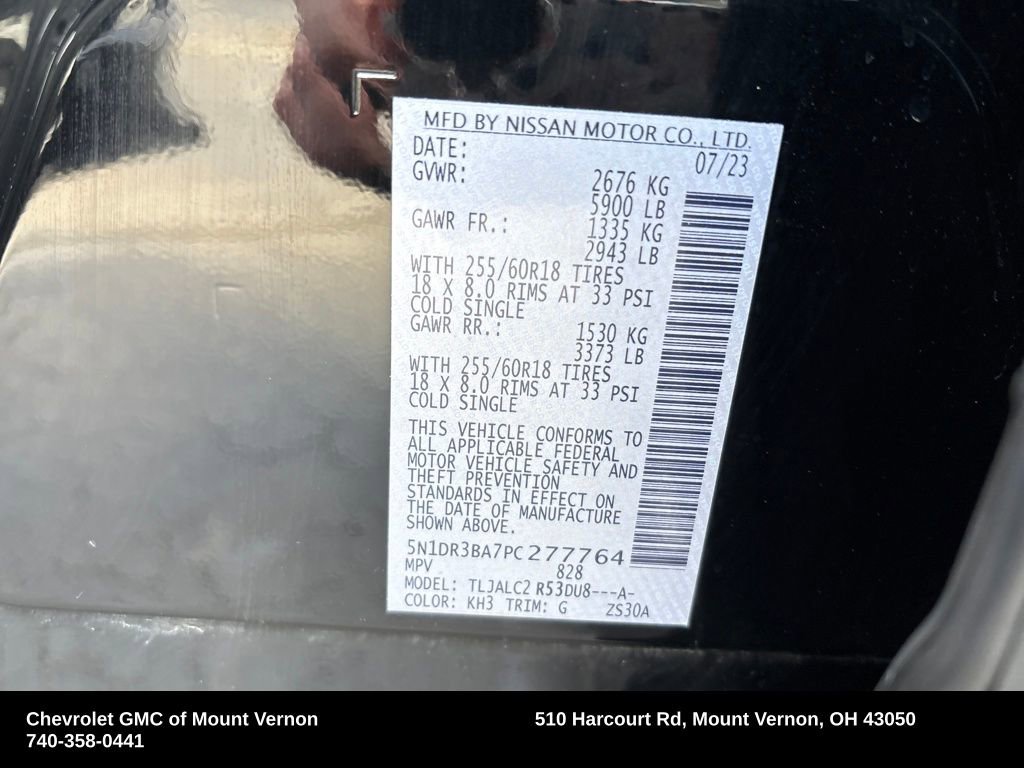 MFD BY NISSAN MOTOR CO., LTD.
DATE: 07/23
GVWR: 2676 KG
5900 LB
GAWR FR.: 1335 KG
2943 LB
WITH 255/60R18 TIRES
18 X 8.0 RIMS AT 33 PSI
COLD SINGLE
GAWR RR.: 1530 KG
3373 LB
WITH 255/60R18 TIRES
18 X 8.0 RIMS AT 33 PSI
COLD SINGLE
THIS VEHICLE CONFORMS TO
ALL APPLICABLE FEDERAL
MOTOR VEHICLE SAFETY AND
THEFT PREVENTION
STANDARDS IN EFFECT ON
THE DATE OF MANUFACTURE
SHOWN ABOVE.
5N1DR3BA7PC277764
MPV 828
MODEL: TLJALC2 R53DU8---A-
COLOR: KH3 TRIM: G ZS30A
Chevrolet GMC of Mount Vernon
740-358-0441
510 Harcourt Rd, Mount Vernon, OH 43050